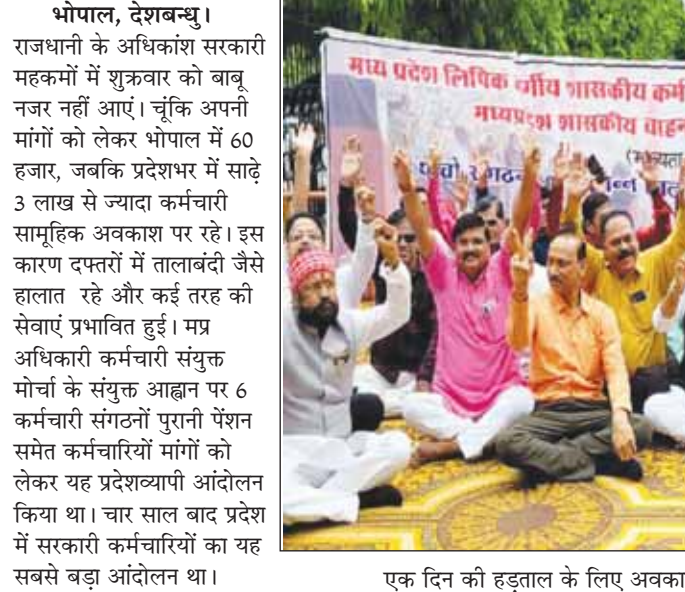 भोपाल, देशबन्धु।
राजधानी के अधिकांश सरकारी
महकमों में शुक्रवार को बाबू
नजर नहीं आएं। चूंकि अपनी
मांगों को लेकर भोपाल में 60
हजार, जबकि प्रदेशभर में साढ़े
3 लाख से ज्यादा कर्मचारी
सामूहिक अवकाश पर रहे। इस
कारण दफ्तरों में तालाबंदी जैसे
हालात रहे और कई तरह की
सेवाएं प्रभावित हुई। मप्र
अधिकारी कर्मचारी संयुक्त
मोर्चा के संयुक्त आह्वान पर 6
कर्मचारी संगठनों पुरानी पेंशन
समेत कर्मचारियों मांगों को
लेकर यह प्रदेशव्यापी आंदोलन
किया था। चार साल बाद प्रदेश
में सरकारी कर्मचारियों का यह
सबसे बड़ा आंदोलन था।
मध्य प्रदेश लिपिक शासकीय
मध्यप्रदेश शासकीय वाहन
एक दिन की हड़ताल के लिए